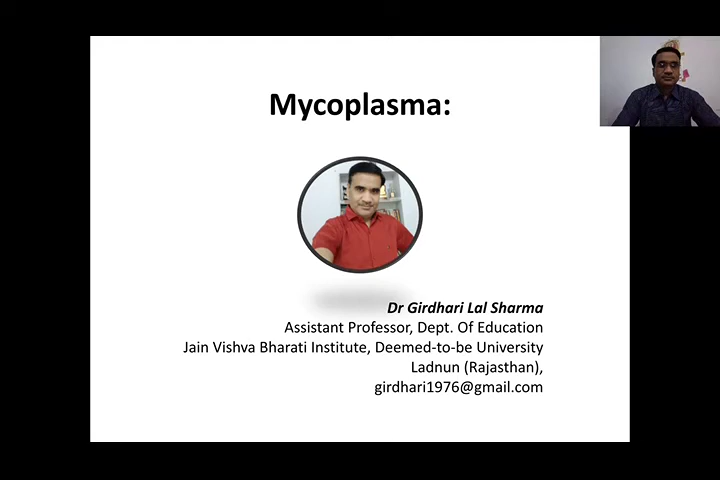 Mycoplasma:
Dr Girdhari Lal Sharma
Assistant Professor, Dept. Of Education
Jain Vishva Bharati Institute, Deemed-to-be University
Ladnun (Rajasthan),
girdhari1976@gmail.com